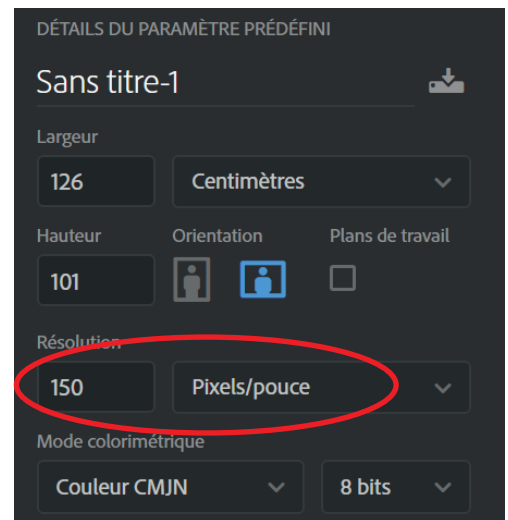 DÉTAILS DU PARAMÈTRE PRÉDÉFINI
Sans titre-1
Largeur
126 Centimètres
Hauteur Orientation Plans de travail
101
Résolution
150 Pixels/pouce
Mode colorimétrique
Couleur CMJN 8 bits